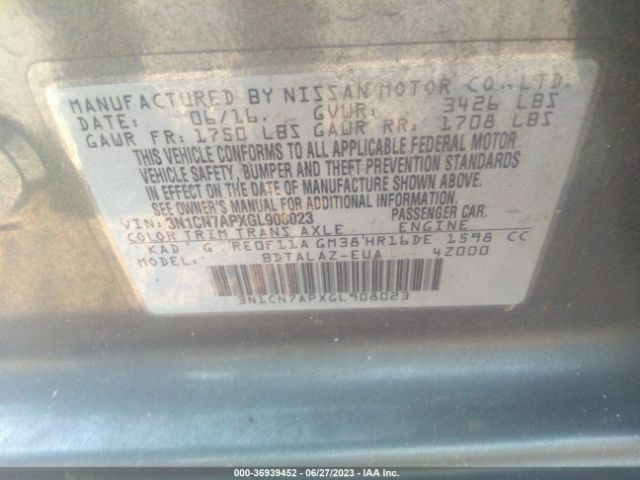 MANUFACTURED BY NISSAN MOTOR CO.,LTD.
DATE: 06/16. GVWR: 3426 LBS
GAWR FR: 1750 LBS GAWR RR: 1708 LBS
THIS VEHICLE CONFORMS TO ALL APPLICABLE FEDERAL MOTOR
VEHICLE SAFETY, BUMPER AND THEFT PREVENTION STANDARDS
IN EFFECT ON THE DATE OF MANUFACTURE SHOWN ABOVE.
SEE OWNER'S MANUAL FOR ADDITIONAL INFORMATION.
VIN: 3N1CN7APXGL908023 PASSENGER CAR.
COLOR TRIM TRANS AXLE ENGINE
KAD G RE0F11A GM38 HR16DE 1598 CC
BDTALAZ-EUA 4Z000
3N1CN7APXGL908023
000-36939452 - 06/27/2023 - IAA Inc.